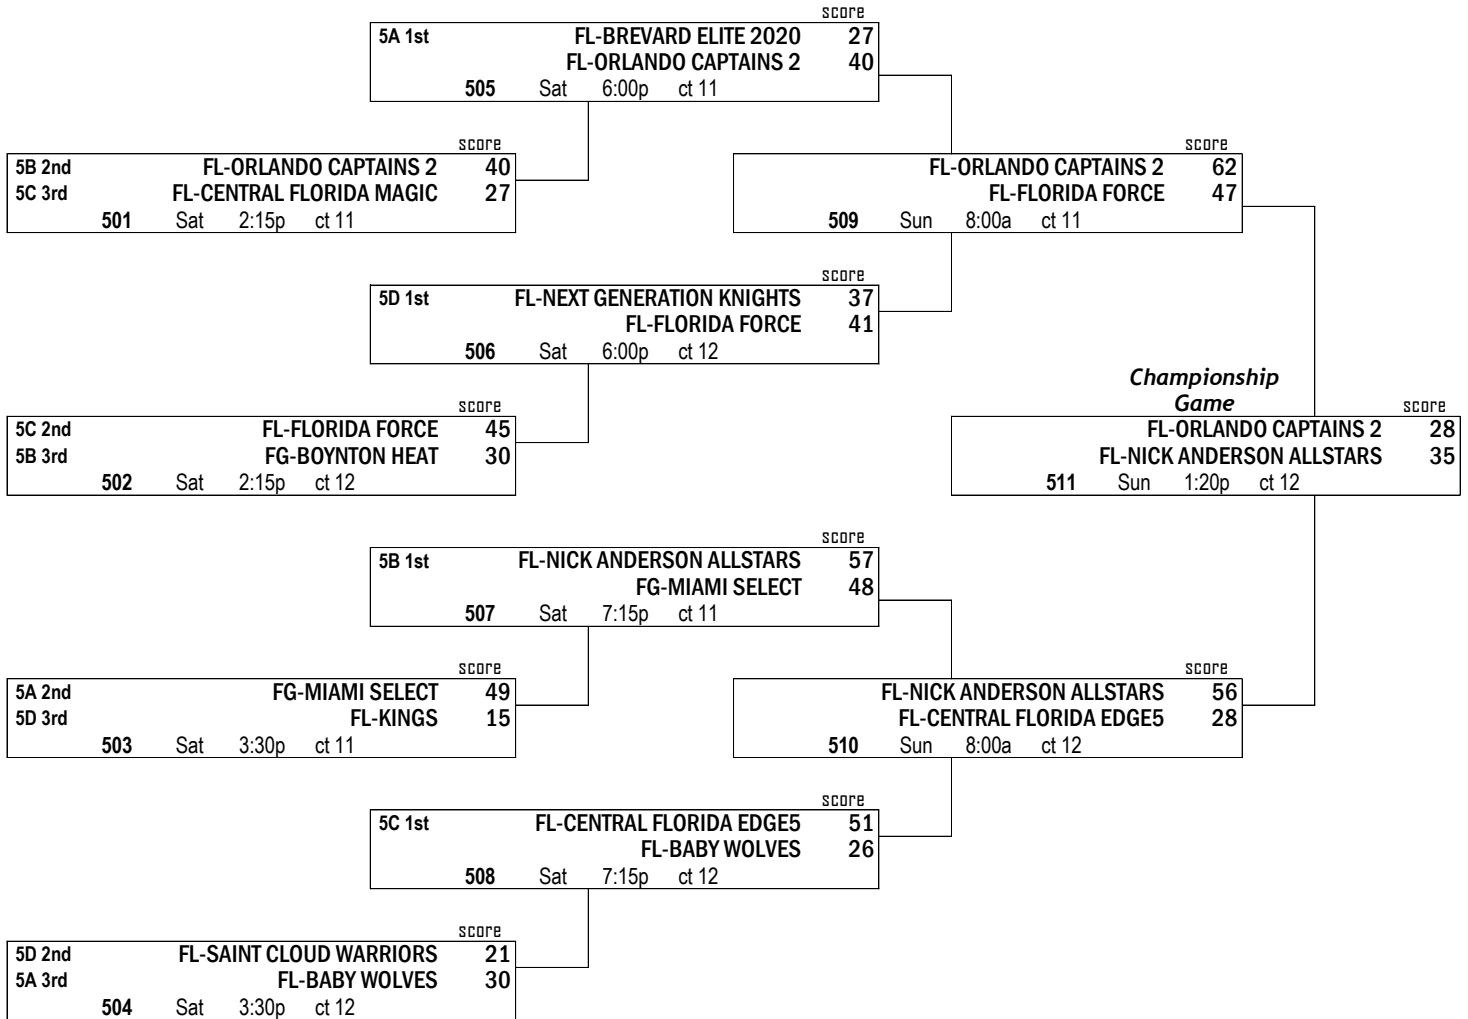 score
5A 1st FL-BREVARD ELITE 2020 27
FL-ORLANDO CAPTAINS 2 40
505 Sat 6:00p ct 11
score
5B 2nd FL-ORLANDO CAPTAINS 2 40
5C 3rd FL-CENTRAL FLORIDA MAGIC 27
501 Sat 2:15p ct 11
score
FL-ORLANDO CAPTAINS 2 62
FL-FLORIDA FORCE 47
509 Sun 8:00a ct 11
score
5D 1st FL-NEXT GENERATION KNIGHTS 37
FL-FLORIDA FORCE 41
506 Sat 6:00p ct 12
score
5C 2nd FL-FLORIDA FORCE 45
5B 3rd FG-BOYNTON HEAT 30
502 Sat 2:15p ct 12
Championship
Game
score
FL-ORLANDO CAPTAINS 2 28
FL-NICK ANDERSON ALLSTARS 35
511 Sun 1:20p ct 12
score
5B 1st FL-NICK ANDERSON ALLSTARS 57
FG-MIAMI SELECT 48
507 Sat 7:15p ct 11
score
5A 2nd FG-MIAMI SELECT 49
5D 3rd FL-KINGS 15
503 Sat 3:30p ct 11
score
FL-NICK ANDERSON ALLSTARS 56
FL-CENTRAL FLORIDA EDGE5 28
510 Sun 8:00a ct 12
score
5C 1st FL-CENTRAL FLORIDA EDGE5 51
FL-BABY WOLVES 26
508 Sat 7:15p ct 12
score
5D 2nd FL-SAINT CLOUD WARRIORS 21
5A 3rd FL-BABY WOLVES 30
504 Sat 3:30p ct 12